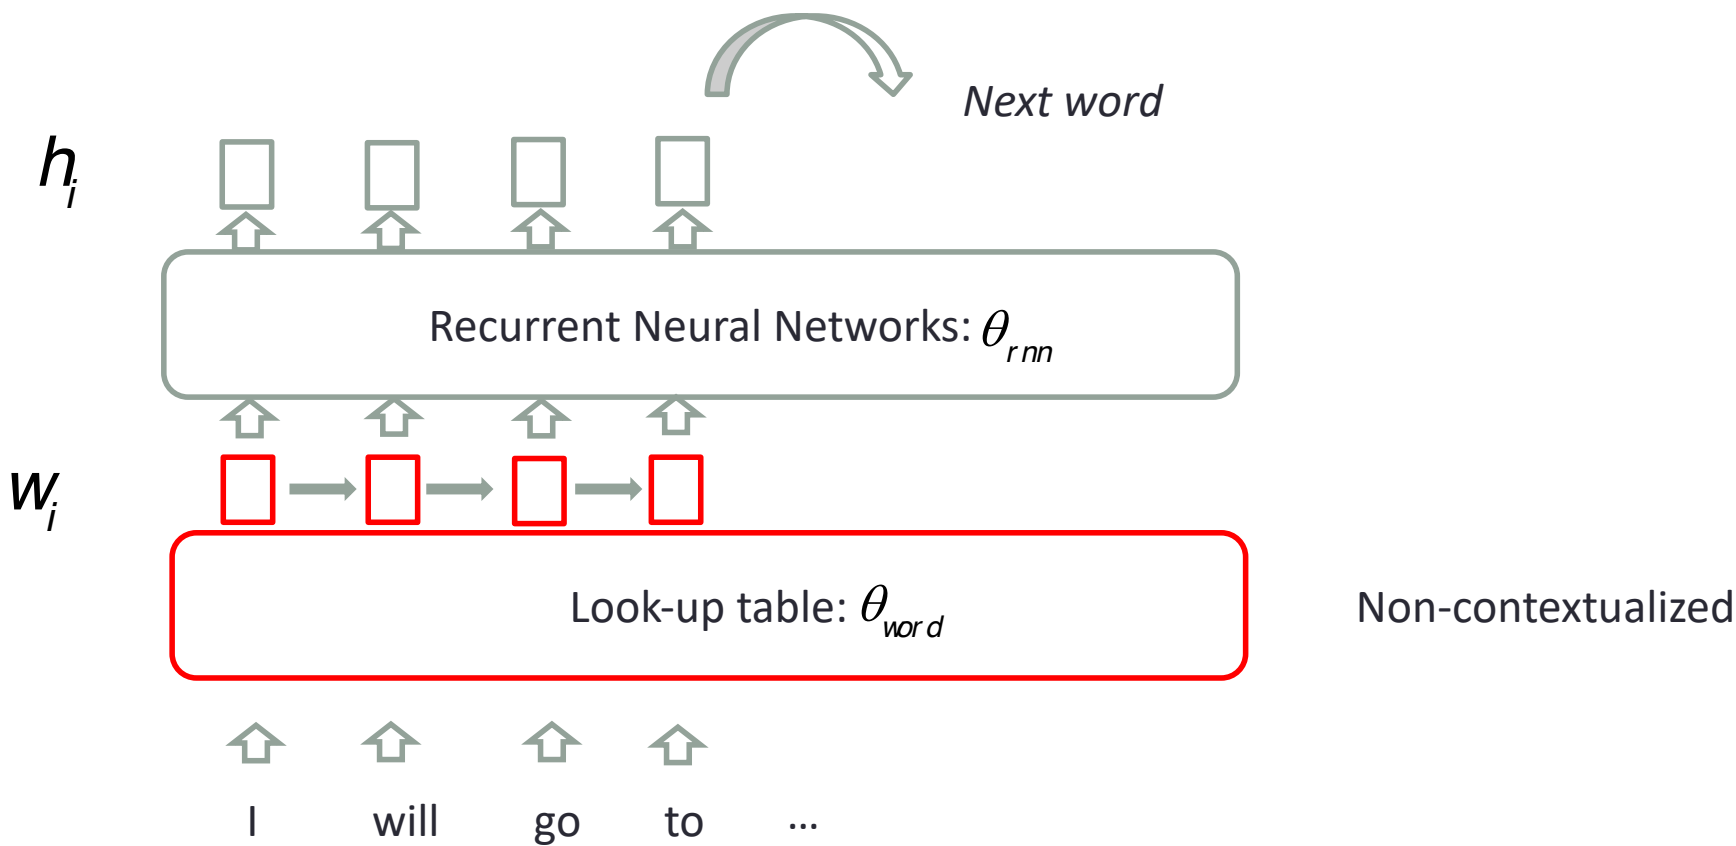 Next word
h_i
Recurrent Neural Networks: θ_rnn
w_i
Look-up table: θ_word
Non-contextualized
I will go to ...